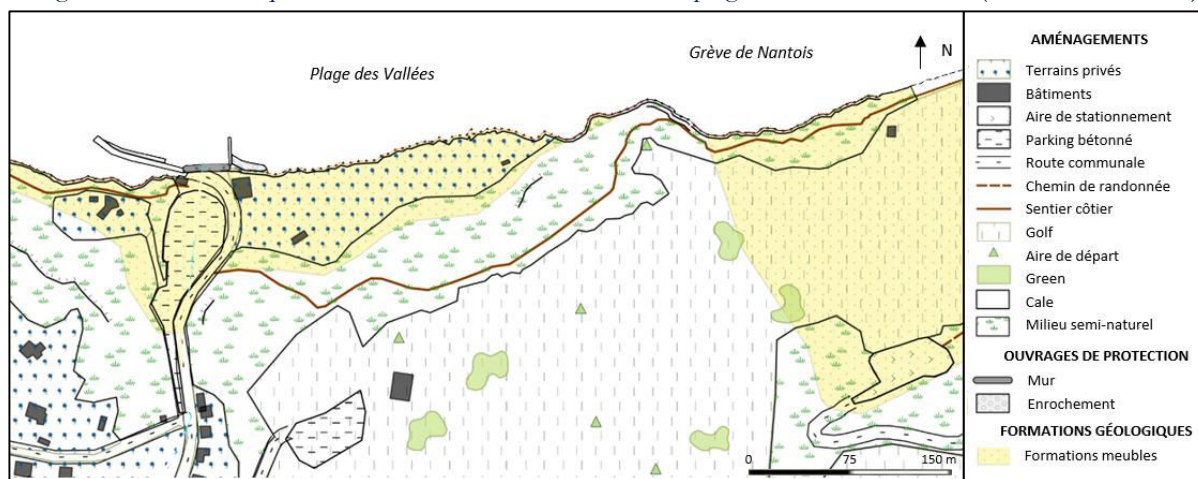 Plage des Vallées
Grève de Nantois
N
0 75 150 m
AMÉNAGEMENTS
Terrains privés
Bâtiments
Aire de stationnement
Parking bétonné
Route communale
Chemin de randonnée
Sentier côtier
Golf
Aire de départ
Green
Cale
Milieu semi-naturel
OUVRAGES DE PROTECTION
Mur
Enrochement
FORMATIONS GÉOLOGIQUES
Formations meubles